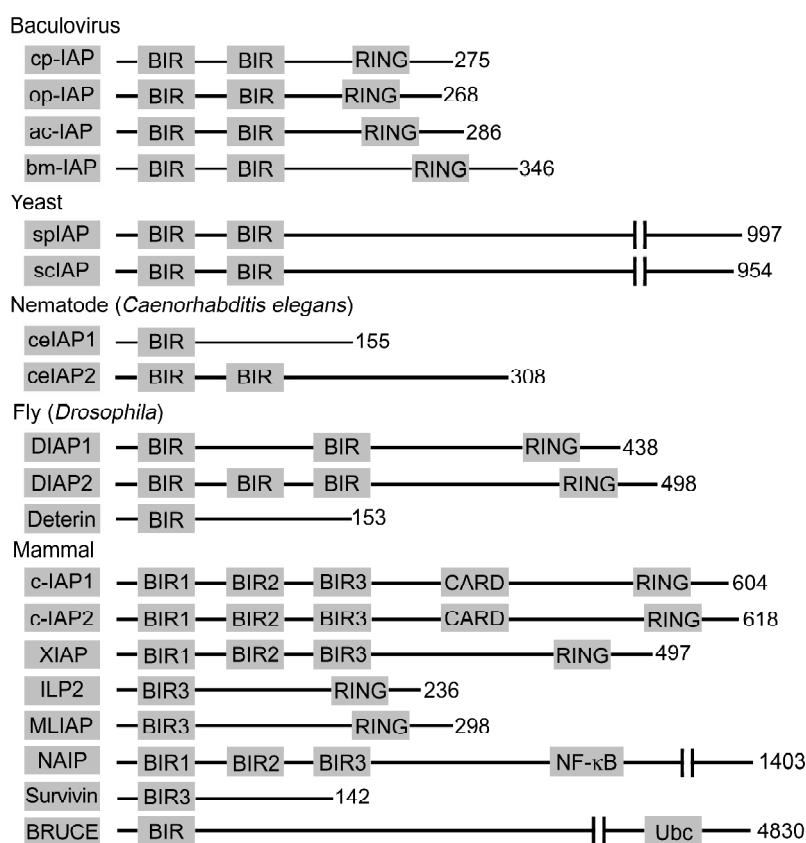 Baculovirus
cp-IAP BIR BIR RING 275
op-IAP BIR BIR RING 268
ac-IAP BIR BIR RING 286
bm-IAP BIR BIR RING 346
Yeast
spIAP BIR BIR 997
scIAP BIR BIR 954
Nematode (Caenorhabditis elegans)
ceIAP1 BIR 155
ceIAP2 BIR BIR 308
Fly (Drosophila)
DIAP1 BIR BIR RING 438
DIAP2 BIR BIR BIR RING 498
Deterin BIR 153
Mammal
c-IAP1 BIR1 BIR2 BIR3 CARD RING 604
c-IAP2 BIR1 BIR2 BIR3 CARD RING 618
XIAP BIR1 BIR2 BIR3 RING 497
ILP2 BIR3 RING 236
MLIAP BIR3 RING 298
NAIP BIR1 BIR2 BIR3 NF-κB 1403
Survivin BIR3 142
BRUCE BIR Ubc 4830